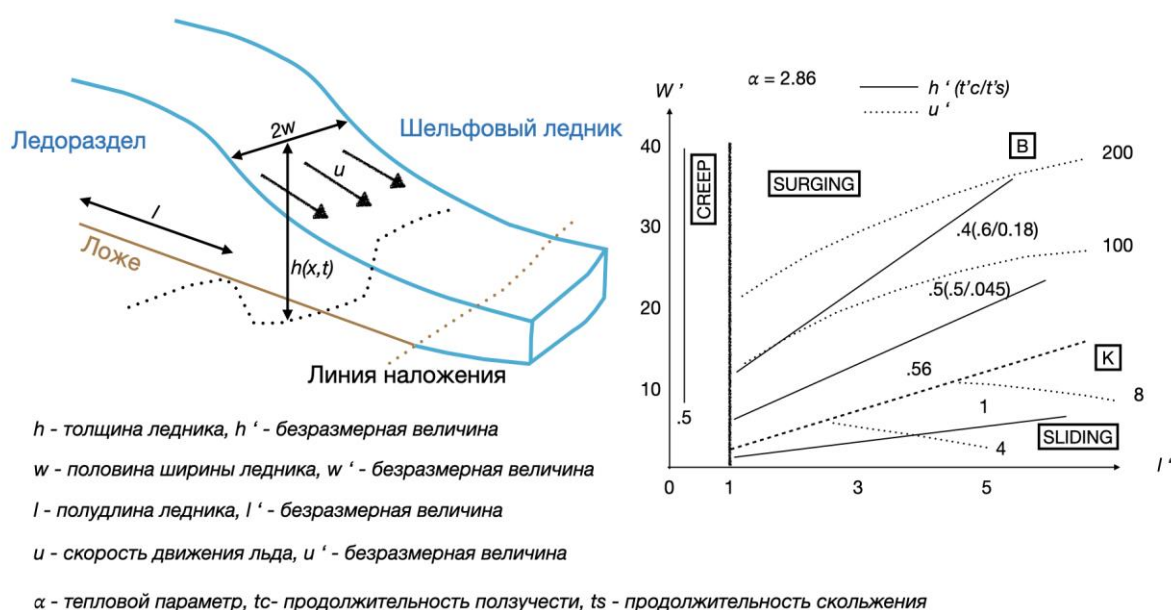 Ледораздел
2w
Шельфовый ледник
u
l
Ложе
h(x,t)
Линия наложения
h - толщина ледника, h ‘ - безразмерная величина
w - половина ширины ледника, w ‘ - безразмерная величина
l - полудлина ледника, l ‘ - безразмерная величина
u - скорость движения льда, u ‘ - безразмерная величина
α - тепловой параметр, tc- продолжительность ползучести, ts - продолжительность скольжения
α = 2.86
h ‘ (t'c/t's)
u ‘
W ’
40
30
20
10
CREEP
SURGING
B
200
.4(.6/0.18)
100
.5(.5/.045)
.56
K
8
1
.5
4
SLIDING
l ‘
0
1
3
5